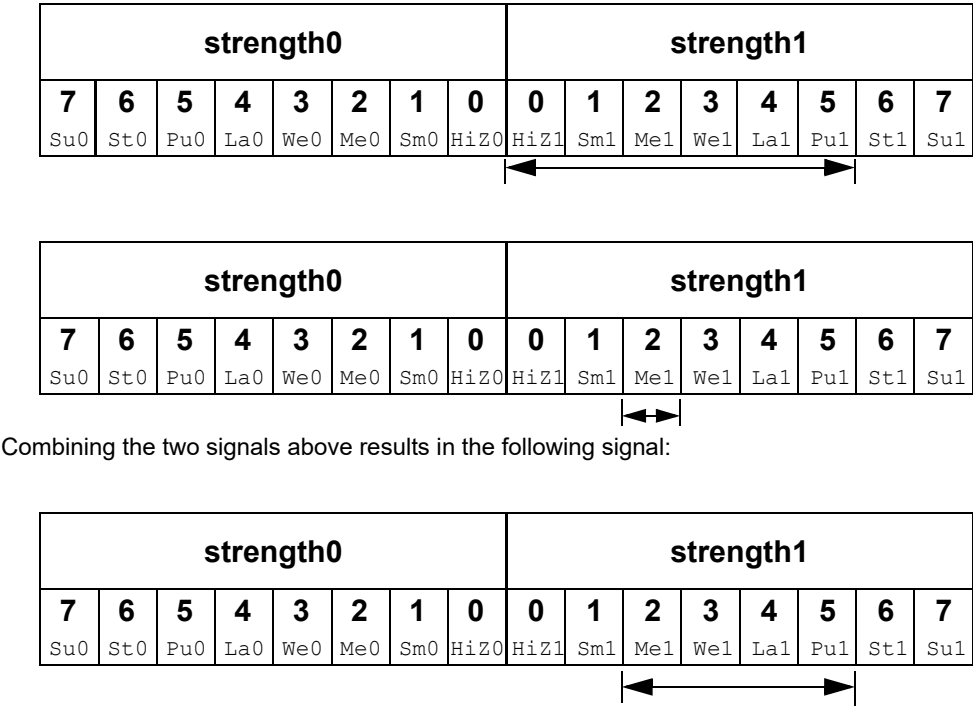 strength0 strength1
7 6 5 4 3 2 1 0 0 1 2 3 4 5 6 7
Su0 St0 Pu0 La0 We0 Me0 Sm0 HiZ0 HiZ1 Sm1 Me1 We1 La1 Pu1 St1 Su1
strength0 strength1
7 6 5 4 3 2 1 0 0 1 2 3 4 5 6 7
Su0 St0 Pu0 La0 We0 Me0 Sm0 HiZ0 HiZ1 Sm1 Me1 We1 La1 Pu1 St1 Su1
Combining the two signals above results in the following signal:
strength0 strength1
7 6 5 4 3 2 1 0 0 1 2 3 4 5 6 7
Su0 St0 Pu0 La0 We0 Me0 Sm0 HiZ0 HiZ1 Sm1 Me1 We1 La1 Pu1 St1 Su1